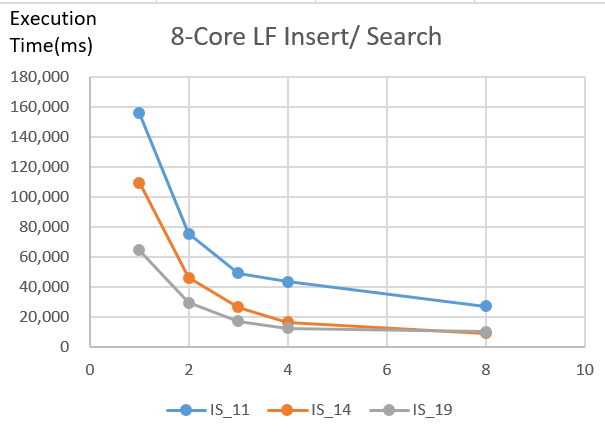 Execution
Time(ms)
8-Core LF Insert/ Search
180,000
160,000
140,000
120,000
100,000
80,000
60,000
40,000
20,000
0
0 2 4 6 8 10
IS_11 IS_14 IS_19